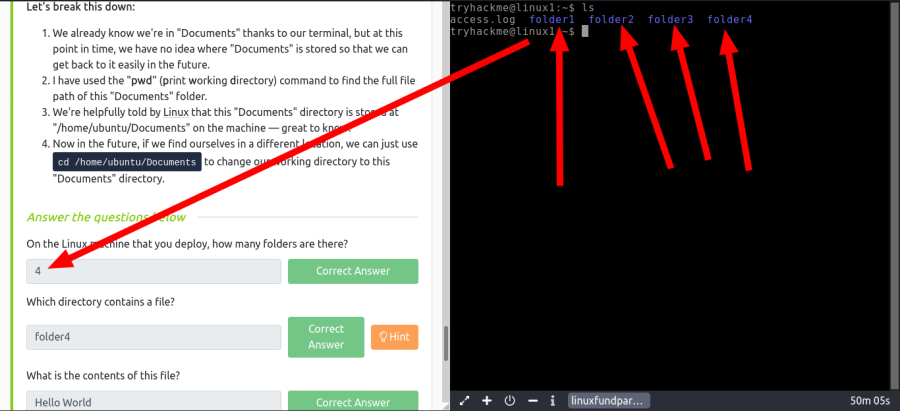 Let's break this down:
1. We already know we're in "Documents" thanks to our terminal, but at this
point in time, we have no idea where "Documents" is stored so that we can
get back to it easily in the future.
2. I have used the "pwd" (print working directory) command to find the full file
path of this "Documents" folder.
3. We're helpfully told by Linux that this "Documents" directory is stored at
"/home/ubuntu/Documents" on the machine — great to know!
4. Now in the future, if we find ourselves in a different location, we can just use
cd /home/ubuntu/Documents to change our working directory to this
"Documents" directory.
Answer the questions below
On the Linux machine that you deploy, how many folders are there?
4
Correct Answer
Which directory contains a file?
folder4
Correct
Answer
Hint
What is the contents of this file?
Hello World
Correct Answer
tryhackme@linux1:~$ ls
access.log folder1 folder2 folder3 folder4
tryhackme@linux1:~$
linuxfundpar...
50m 05s